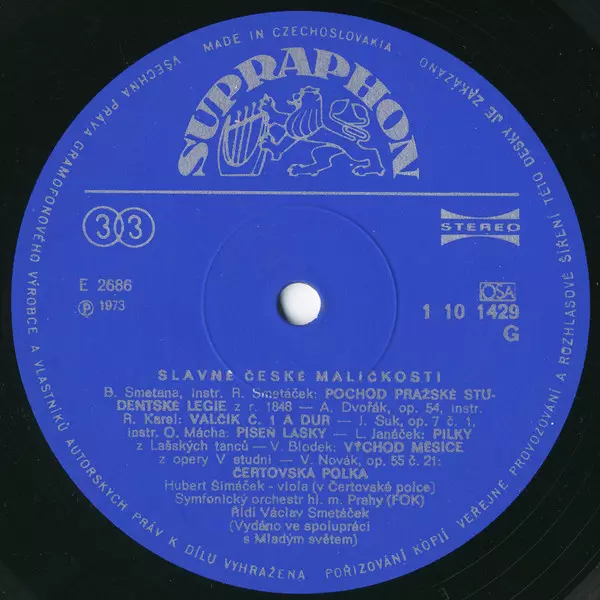 MADE IN CZECHOSLOVAKIA
VŠECHNA PRÁVA GRAMOFONOVÉHO VÝROBCE A VLASTNÍKŮ AUTORSKÝCH PRÁV K DÍLU VYHRAŽENA
POŘIZOVÁNÍ KOPIÍ VEŘEJNÉ PROVOZOVÁNÍ A ROZHLASOVÉ ŠÍŘENÍ TÉTO DESKY JE ZAKÁZÁNO
SUPRAPHON
33
STEREO
E 2686
℗ 1973
OSA
1 10 1429
G
SLAVNÉ ČESKÉ MALIČKOSTI
B. Smetana, instr. R. Smetáček: POCHOD PRAŽSKÉ STU-
DENTSKÉ LEGIE z r. 1848 – A. Dvořák, op. 54, instr.
R. Karel: VALČÍK Č. 1 A DUR – J. Suk, op. 7 č. 1,
instr. O. Mácha: PÍSEŇ LÁSKY – L. Janáček: PILKY
z Lašských tanců – V. Blodek: VÝCHOD MĚSÍCE
z opery V studni – V. Novák, op. 55 č. 21:
ČERTOVSKÁ POLKA
Hubert Šimáček - viola (v Čertovské polce)
Symfonický orchestr hl. m. Prahy (FOK)
Řídí Václav Smetáček
(Vydáno ve spolupráci
s Mladým světem)